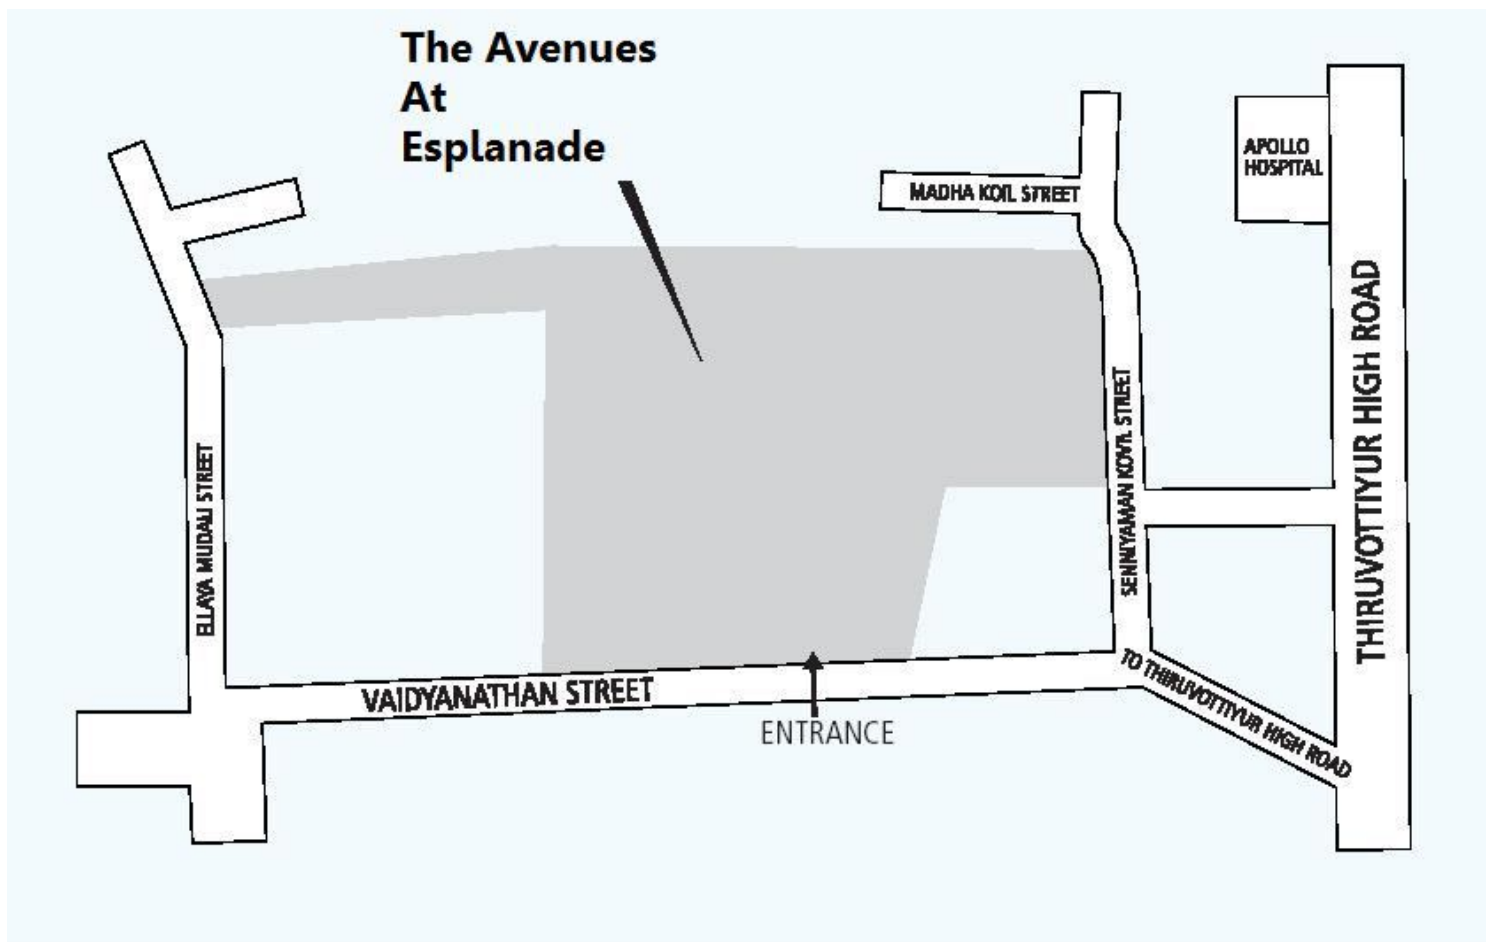 The Avenues
At
Esplanade
APOLLO
HOSPITAL
MADHA KOIL STREET
THIRUVOTTIYUR HIGH ROAD
SENNIYAMAN KOVIL STREET
ELLAYA MUDALI STREET
VAIDYANATHAN STREET
TO THIRUVOTTIYUR HIGH ROAD
ENTRANCE